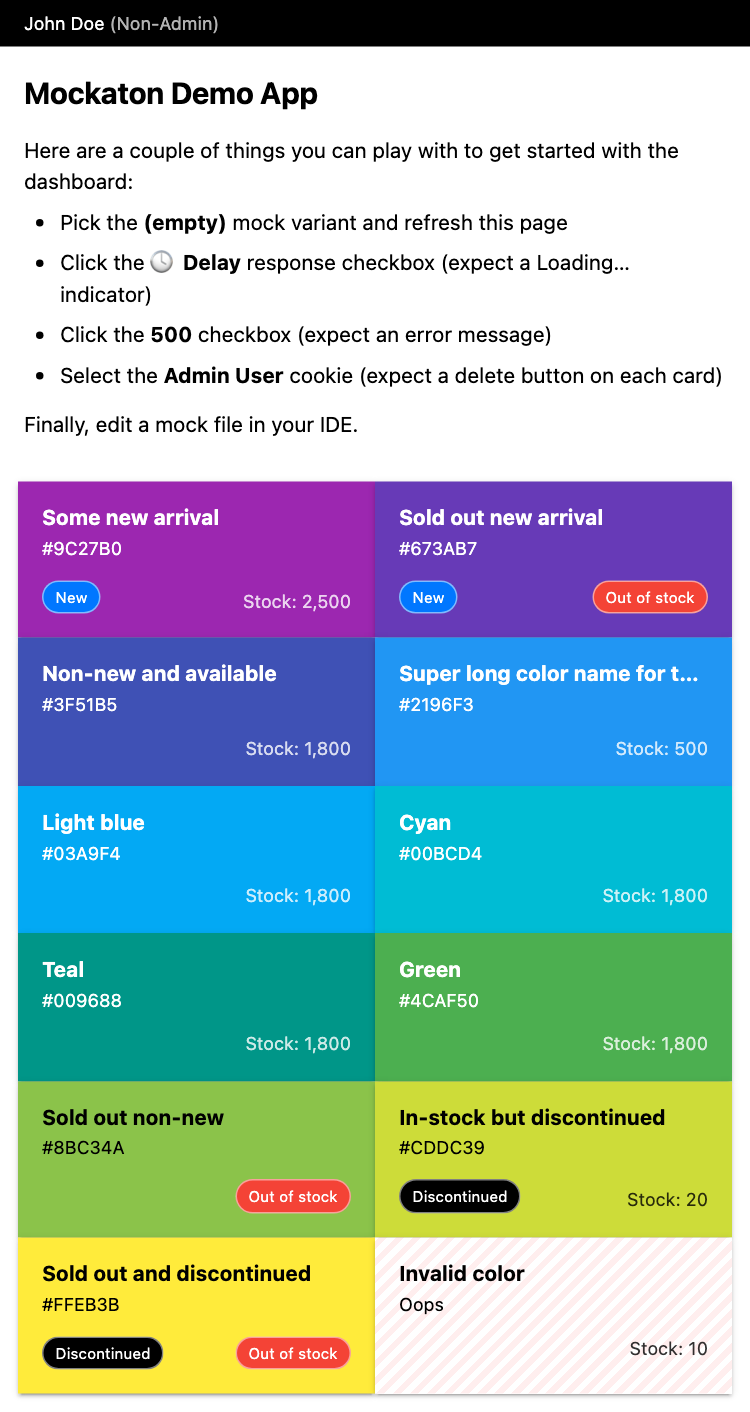 John Doe (Non-Admin)
Mockaton Demo App
Here are a couple of things you can play with to get started with the
dashboard:
• Pick the (empty) mock variant and refresh this page
• Click the 🕓 Delay response checkbox (expect a Loading...
indicator)
• Click the 500 checkbox (expect an error message)
• Select the Admin User cookie (expect a delete button on each card)
Finally, edit a mock file in your IDE.
Some new arrival
#9C27B0
New
Stock: 2,500
Sold out new arrival
#673AB7
New
Out of stock
Non-new and available
#3F51B5
Stock: 1,800
Super long color name for t...
#2196F3
Stock: 500
Light blue
#03A9F4
Stock: 1,800
Cyan
#00BCD4
Stock: 1,800
Teal
#009688
Stock: 1,800
Green
#4CAF50
Stock: 1,800
Sold out non-new
#8BC34A
Out of stock
In-stock but discontinued
#CDDC39
Discontinued
Stock: 20
Sold out and discontinued
#FFEB3B
Discontinued
Out of stock
Invalid color
Oops
Stock: 10